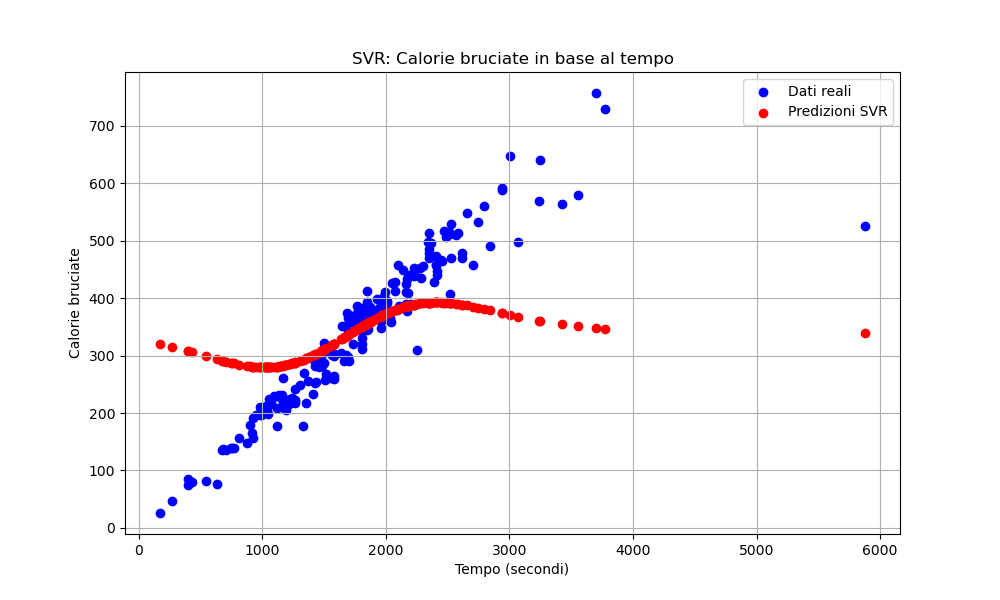 SVR: Calorie bruciate in base al tempo
Dati reali
Predizioni SVR
Calorie bruciate
700
600
500
400
300
200
100
0
0 1000 2000 3000 4000 5000 6000
Tempo (secondi)